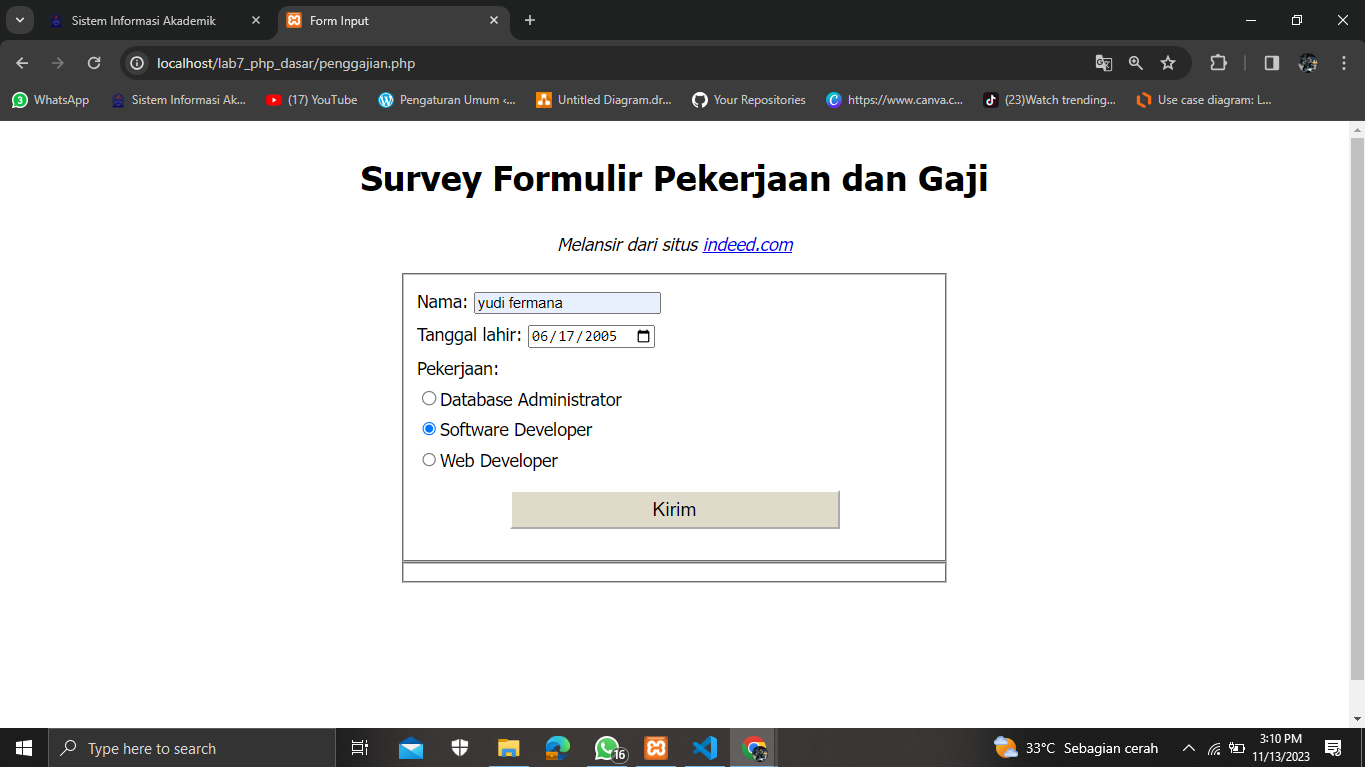 Sistem Informasi Akademik
Form Input
localhost/lab7_php_dasar/penggajian.php
WhatsApp
Sistem Informasi Ak...
(17) YouTube
Pengaturan Umum ‹...
Untitled Diagram.dr...
Your Repositories
https://www.canva.c...
(23)Watch trending...
Use case diagram: L...
Survey Formulir Pekerjaan dan Gaji
Melansir dari situs indeed.com
Nama: yudi fermana
Tanggal lahir: 06/17/2005
Pekerjaan:
Database Administrator
Software Developer
Web Developer
Kirim
Type here to search
16
33°C Sebagian cerah
3:10 PM
11/13/2023